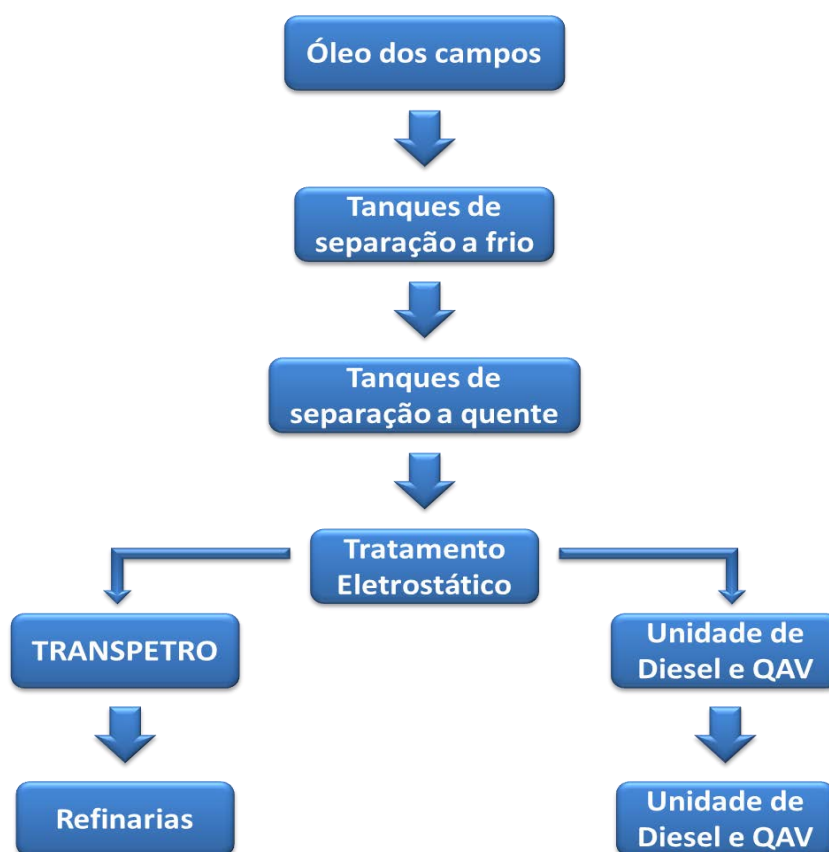 Óleo dos campos
Tanques de
separação a frio
Tanques de
separação a quente
Tratamento
Eletrostático
TRANSPETRO
Unidade de
Diesel e QAV
Refinarias
Unidade de
Diesel e QAV